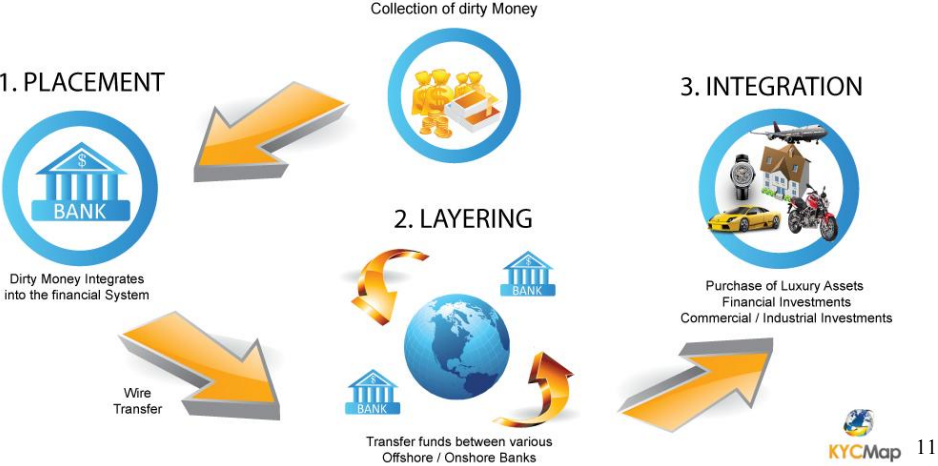 Collection of dirty Money
1. PLACEMENT
$
BANK
Dirty Money Integrates
into the financial System
Wire
Transfer
2. LAYERING
$
BANK
$
BANK
Transfer funds between various
Offshore / Onshore Banks
3. INTEGRATION
Purchase of Luxury Assets
Financial Investments
Commercial / Industrial Investments
KYCMap 11